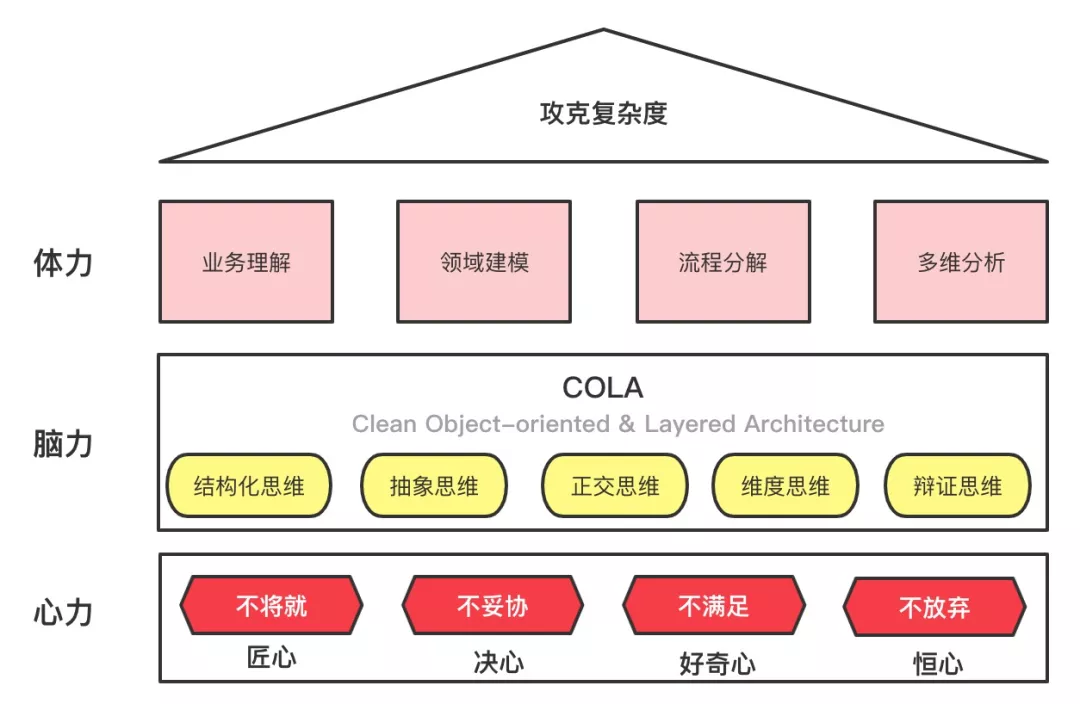 攻克复杂度
体力
业务理解
领域建模
流程分解
多维分析
脑力
COLA
Clean Object-oriented & Layered Architecture
结构化思维
抽象思维
正交思维
维度思维
辩证思维
心力
不将就
不妥协
不满足
不放弃
匠心
决心
好奇心
恒心